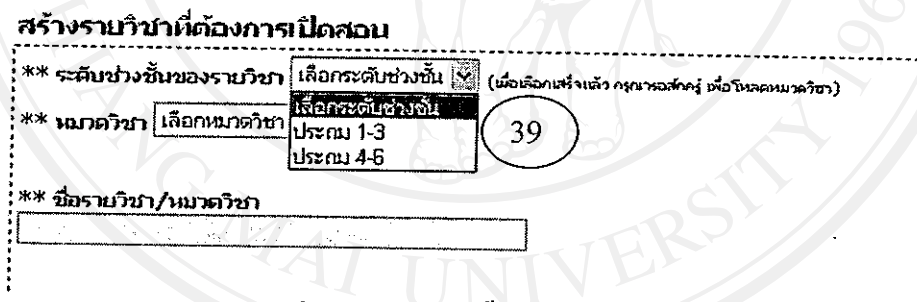 สร้างรายวิชาที่ต้องการเปิดสอน
** ระดับช่วงชั้นของรายวิชา เลือกระดับช่วงชั้น (เมื่อเลือกเสร็จแล้ว กรุณารอสักครู่ เพื่อโหลดหมวดวิชา)
เลือกระดับช่วงชั้น
** หมวดวิชา เลือกหมวดวิชา ประถม 1-3 39
ประถม 4-6
** ชื่อรายวิชา/หมวดวิชา
ANG MAI UNIVERSITY 196